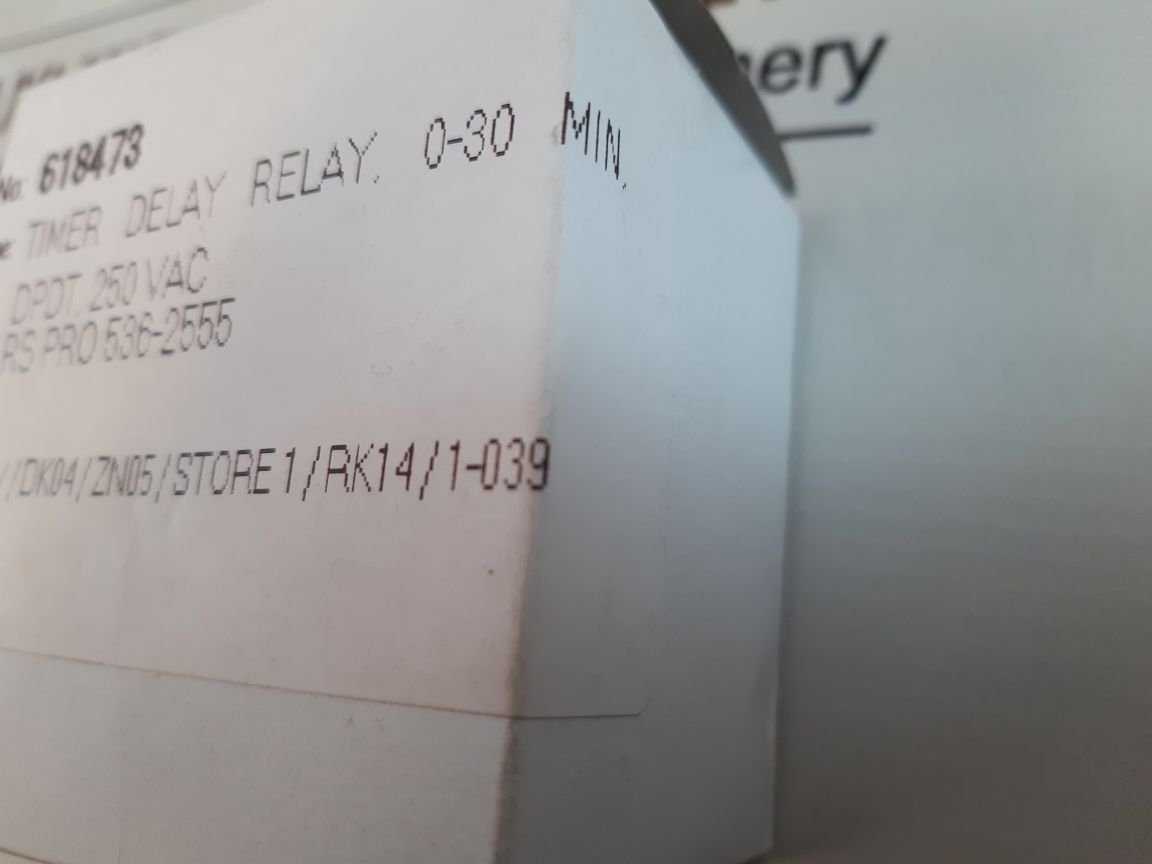 No: 618473
TIMER DELAY RELAY, 0-30 MIN,
DPDT, 250 VAC
RS PRO 536-2555
/DK04/ZN05/STORE1/RK14/1-039